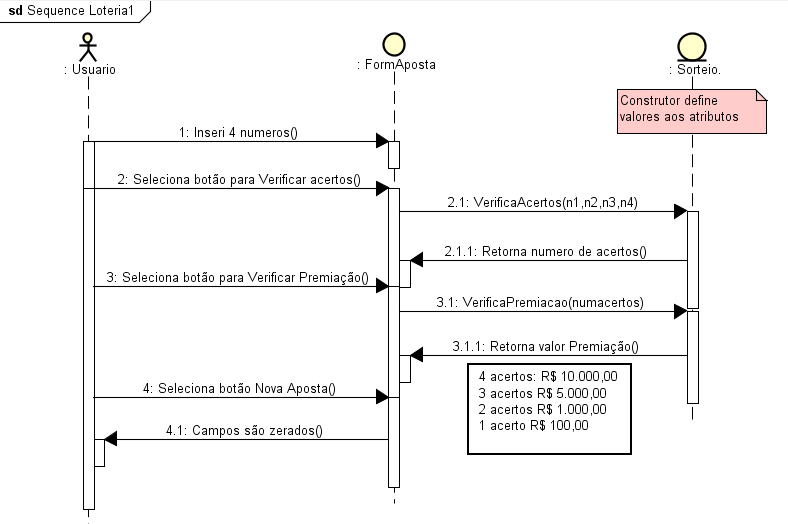 sd Sequence Loteria1
: Usuario
: FormAposta
: Sorteio.
Construtor define
valores aos atributos
1: Inseri 4 numeros()
2: Seleciona botão para Verificar acertos()
2.1: VerificaAcertos(n1,n2,n3,n4)
2.1.1: Retorna numero de acertos()
3: Seleciona botão para Verificar Premiação()
3.1: VerificaPremiacao(numacertos)
3.1.1: Retorna valor Premiação()
4 acertos: R$ 10.000,00
3 acertos R$ 5.000,00
2 acertos R$ 1.000,00
1 acerto R$ 100,00
4: Seleciona botão Nova Aposta()
4.1: Campos são zerados()